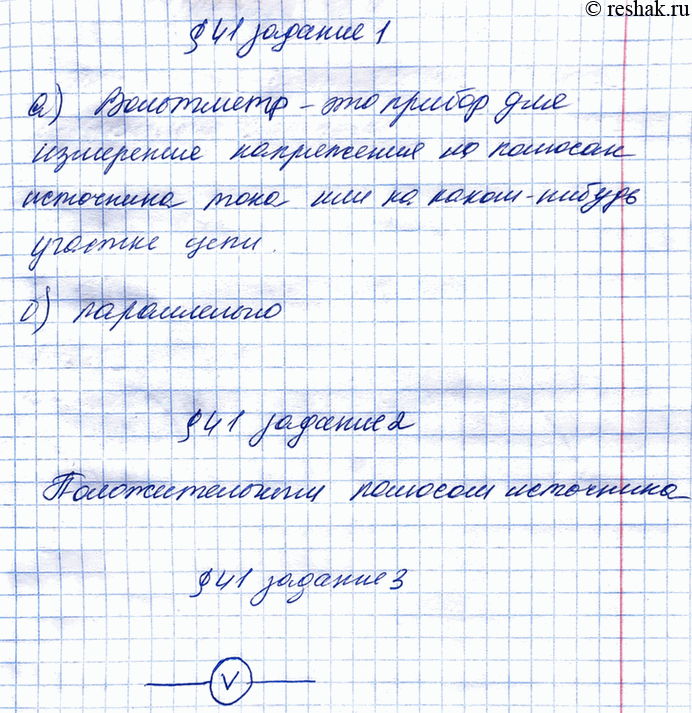 © reshak.ru
§41 задание 1
а) Вольтметр - это прибор для
измерение напряжения на полюсах
источника тока или на каком-нибудь
участке цепи.
б) параллельно
§41 задание 2
Положительным полюсом источника
§41 задание 3
V